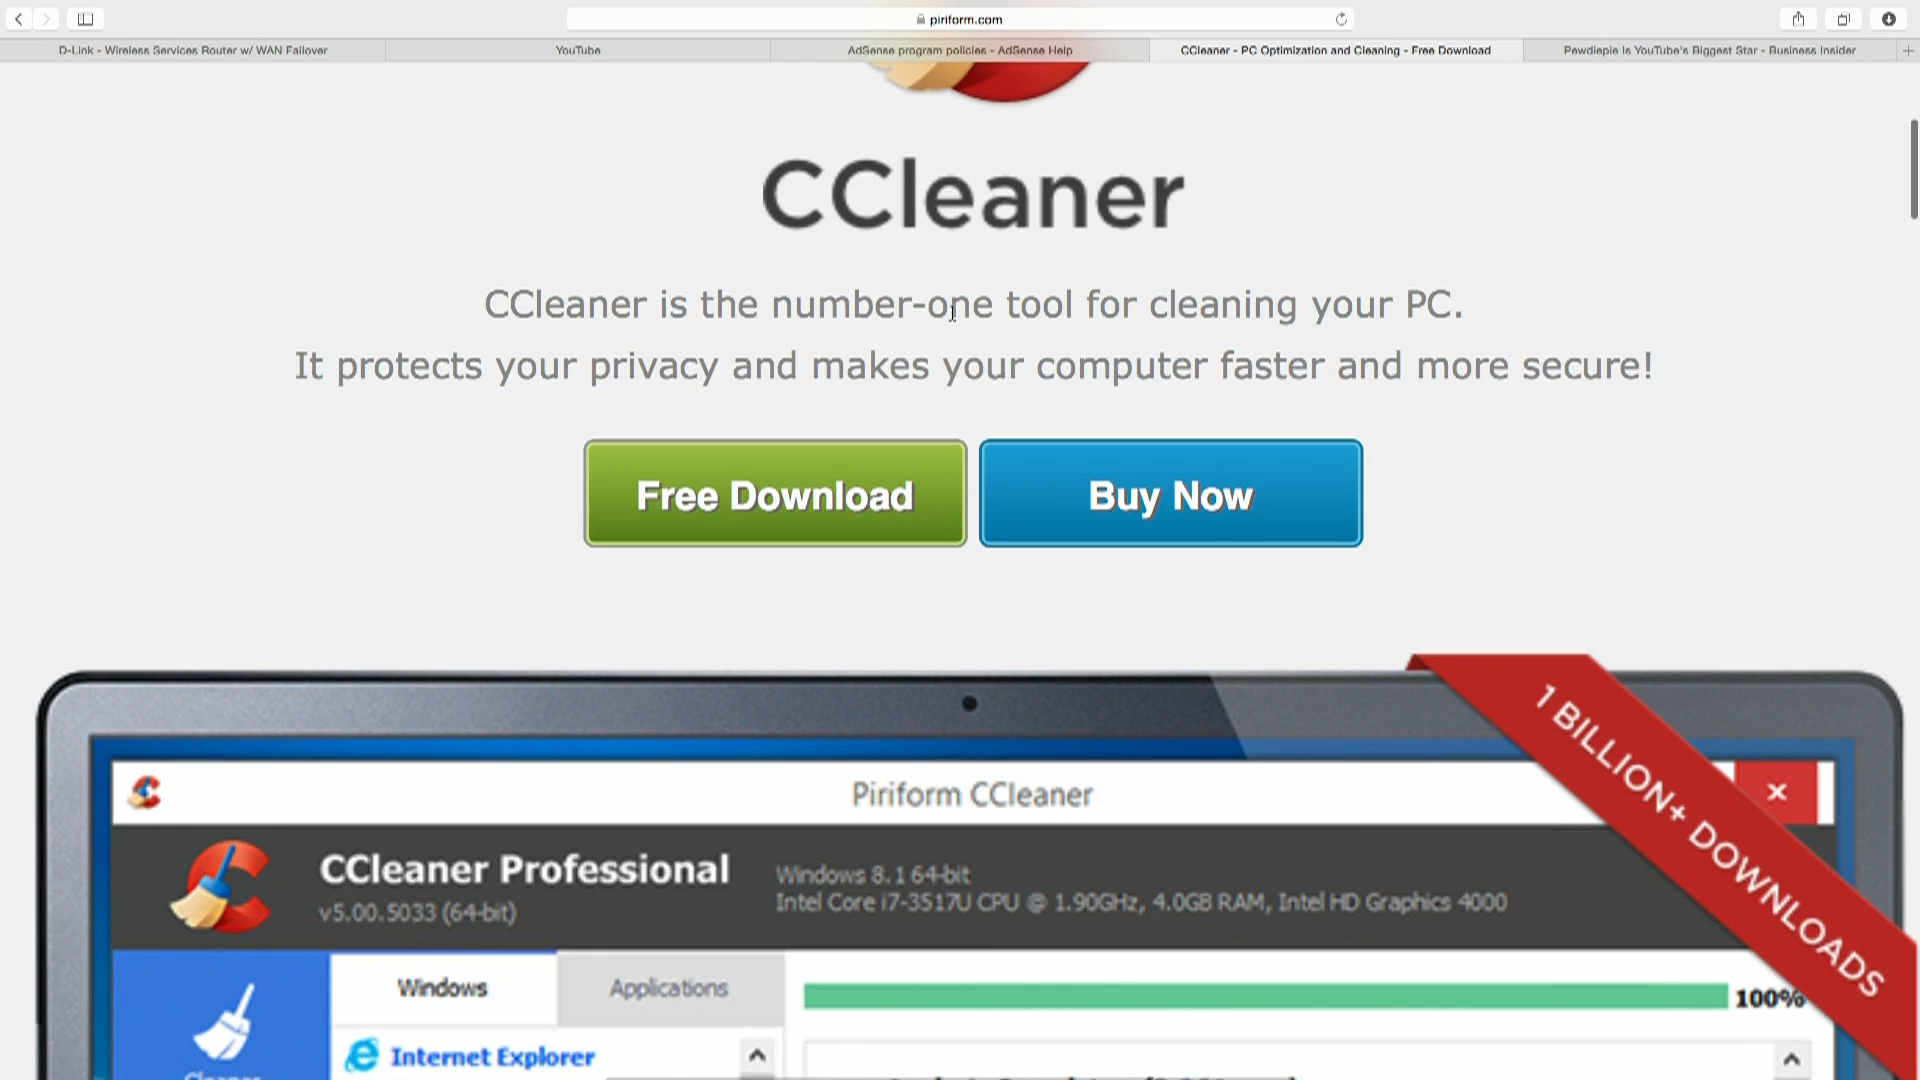 piriform.com
D-Link - Wireless Services Router w/ WAN Failover
YouTube
AdSense program policies - AdSense Help
CCleaner - PC Optimization and Cleaning - Free Download
Pewdiepie Is YouTube's Biggest Star - Business Insider
CCleaner
CCleaner is the number-one tool for cleaning your PC.
It protects your privacy and makes your computer faster and more secure!
Free Download
Buy Now
1 BILLION+ DOWNLOADS
Piriform CCleaner
CCleaner Professional
v5.00.5033 (64-bit)
Windows 8.1 64-bit
Intel Core i7-3517U CPU @ 1.90GHz, 4.0GB RAM, Intel HD Graphics 4000
Windows
Applications
100%
Internet Explorer
Cleaner